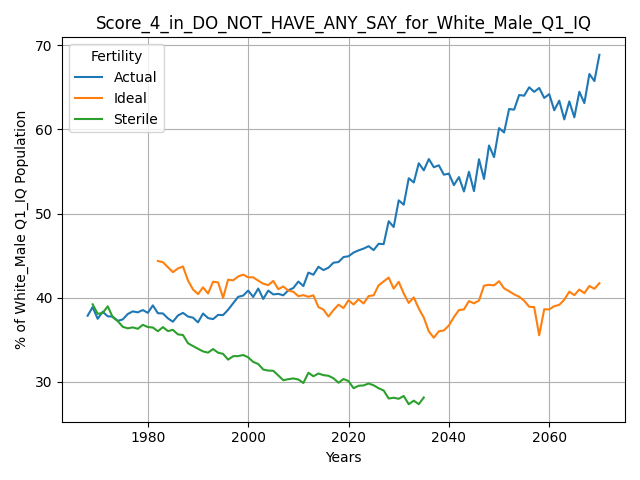 Score_4_in_DO_NOT_HAVE_ANY_SAY_for_White_Male_Q1_IQ
% of White_Male Q1_IQ Population
70
60
50
40
30
Fertility
Actual
Ideal
Sterile
1980
2000
2020
2040
2060
Years